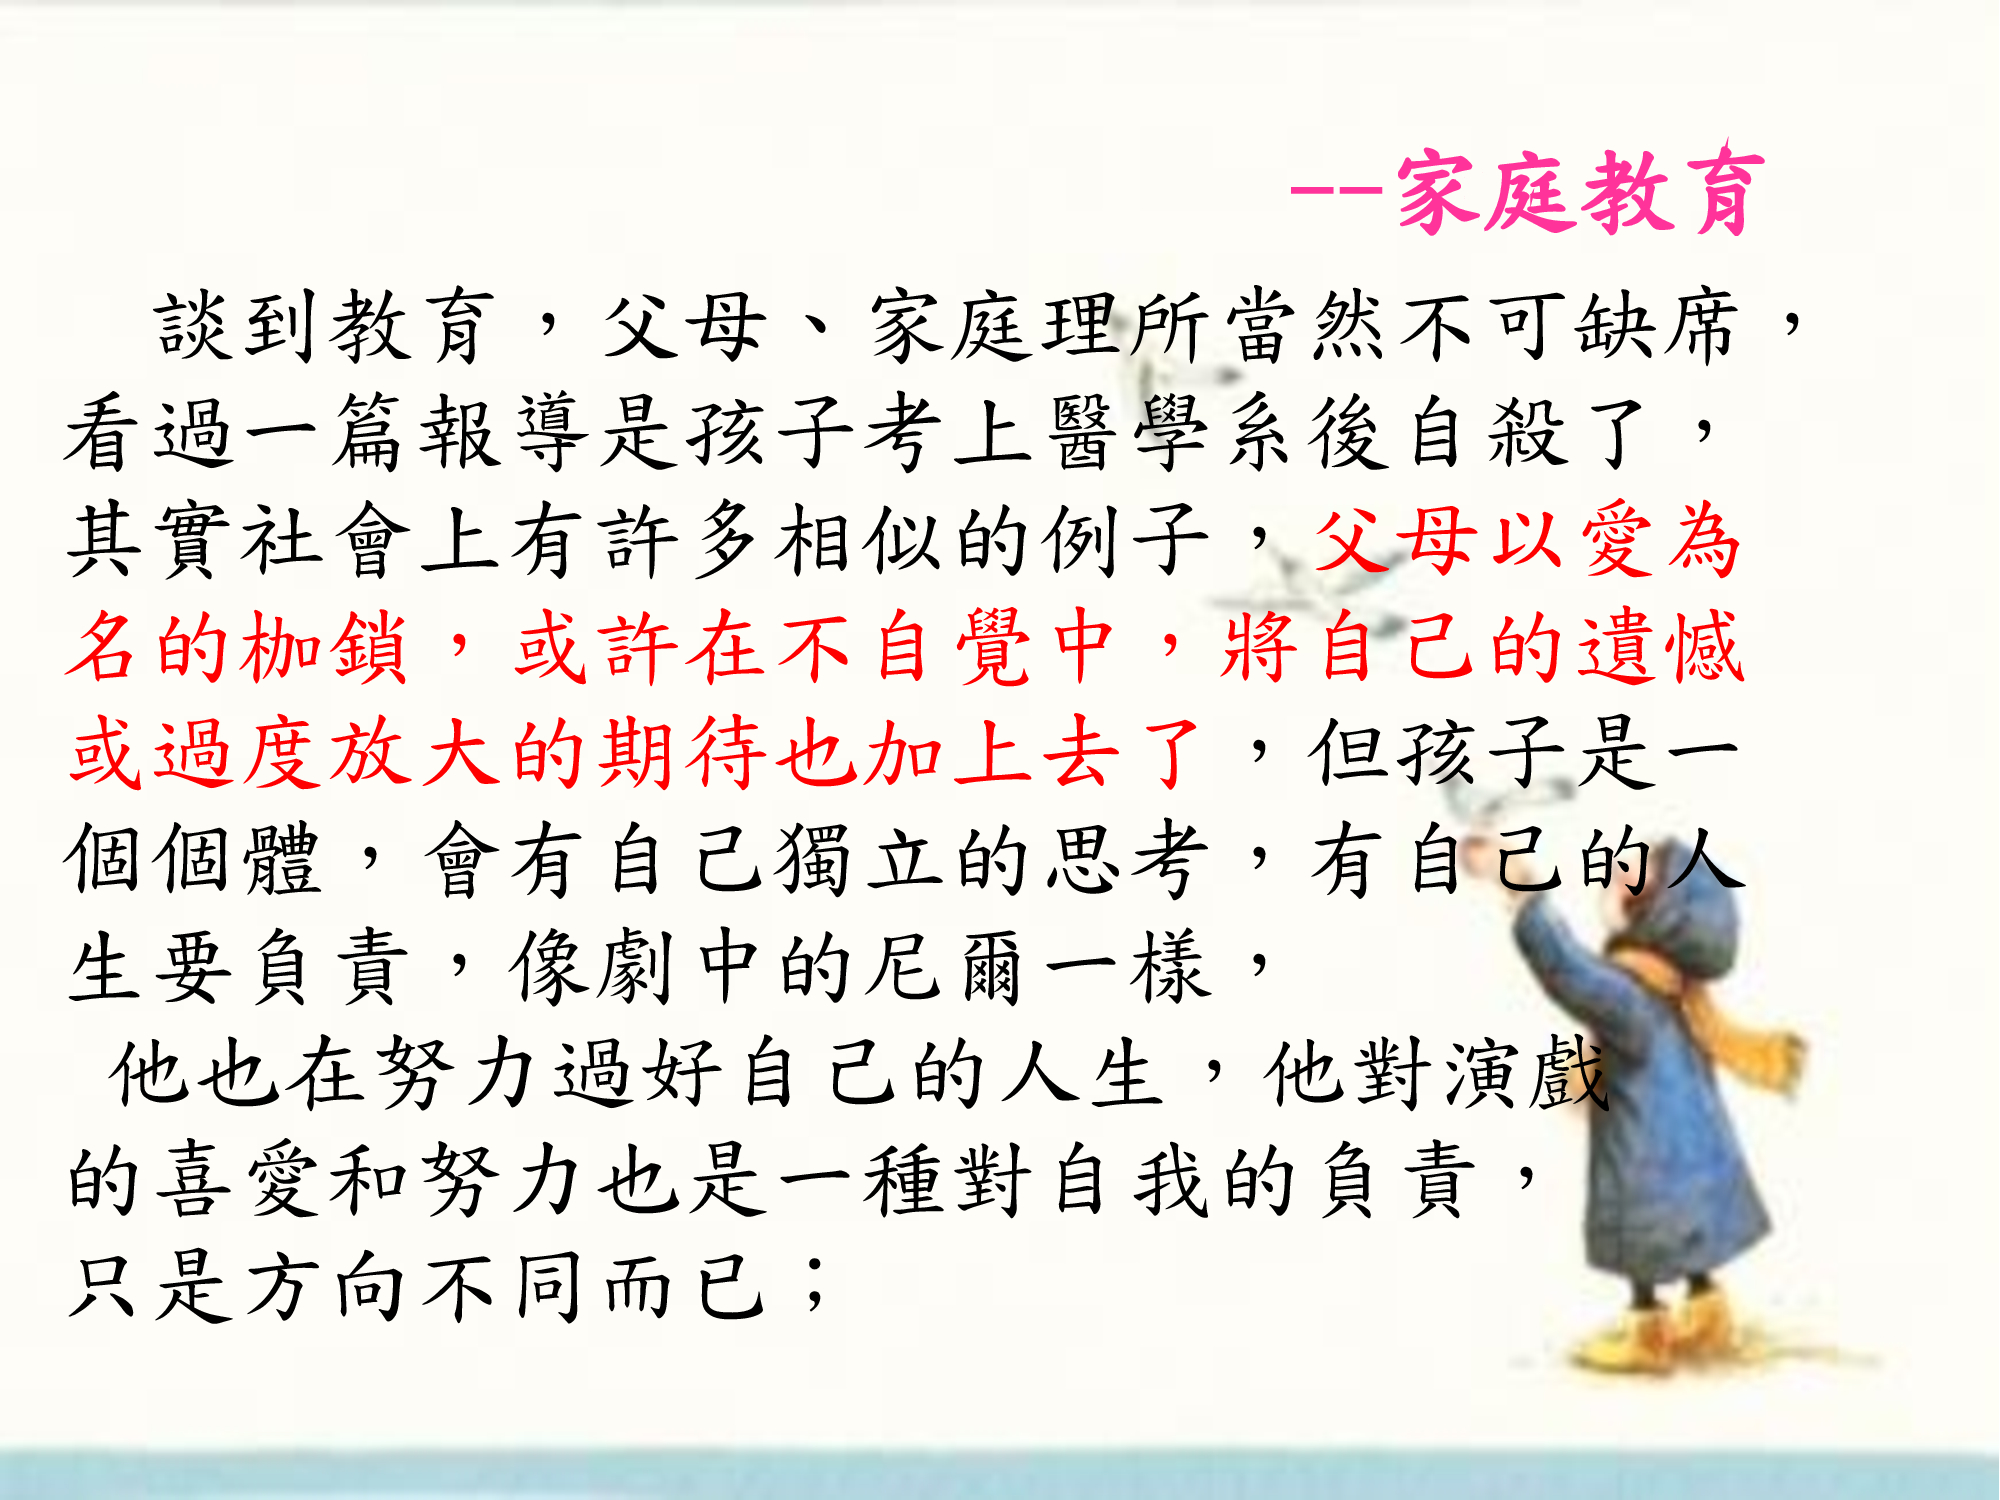 --家庭教育
談到教育，父母、家庭理所當然不可缺席，
看過一篇報導是孩子考上醫學系後自殺了，
其實社會上有許多相似的例子，父母以愛為
名的枷鎖，或許在不自覺中，將自己的遺憾
或過度放大的期待也加上去了，但孩子是一
個個體，會有自己獨立的思考，有自己的人
生要負責，像劇中的尼爾一樣，
他也在努力過好自己的人生，他對演戲
的喜愛和努力也是一種對自我的負責，
只是方向不同而已；